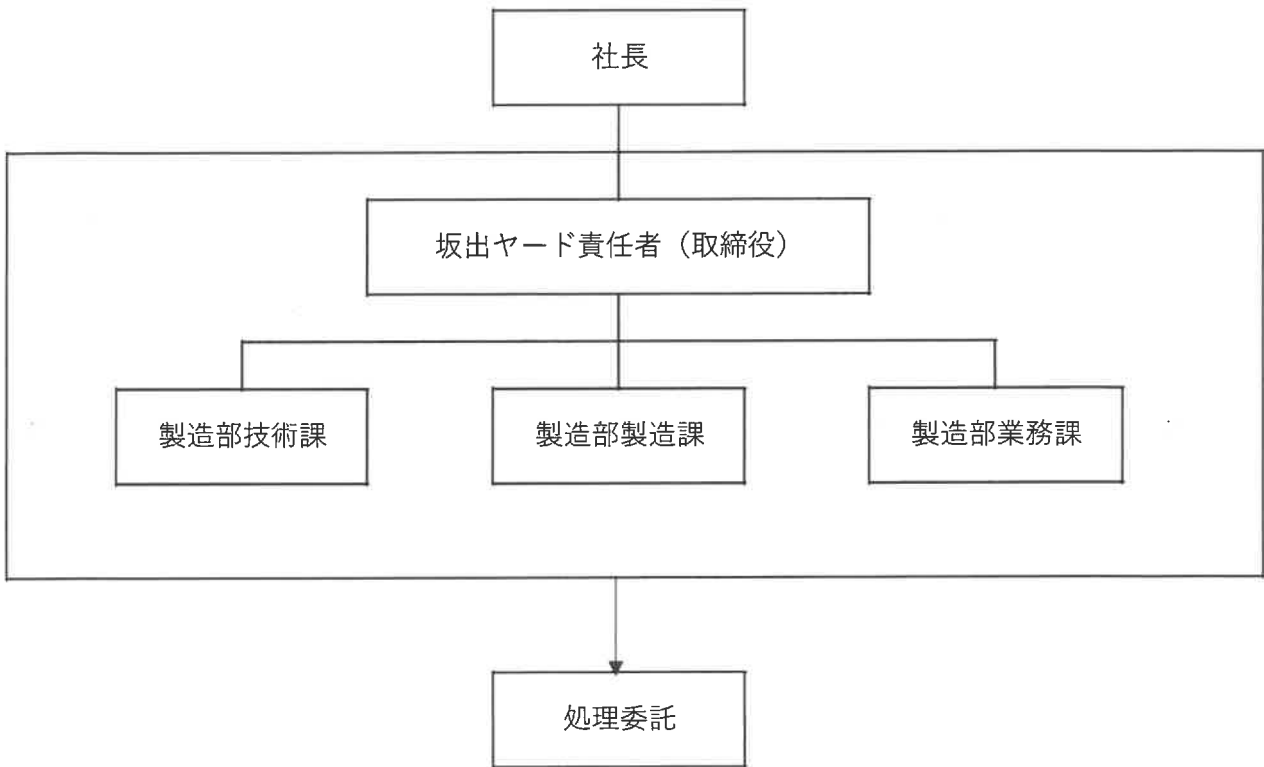 社長
坂出ヤード責任者（取締役）
製造部技術課
製造部製造課
製造部業務課
処理委託